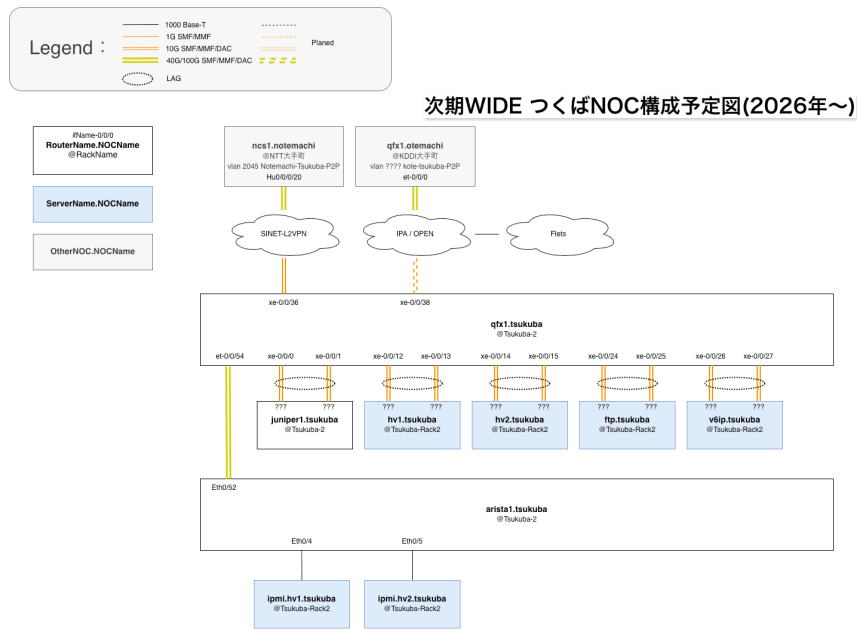 Legend：
1000 Base-T
1G SMF/MMF
10G SMF/MMF/DAC
40G/100G SMF/MMF/DAC
LAG
Planed
次期WIDE つくばNOC構成予定図(2026年〜)
ifName-0/0/0
RouterName.NOCName
@RackName
ServerName.NOCName
OtherNOC.NOCName
ncs1.notemachi
@NTT大手町
vlan 2045 Notemachi-Tsukuba-P2P
Hu0/0/0/20
qfx1.otemachi
@KDDI大手町
vlan ???? kote-tsukuba-P2P
et-0/0/0
SINET-L2VPN
IPA / OPEN
Flets
xe-0/0/36
xe-0/0/38
qfx1.tsukuba
@Tsukuba-2
et-0/0/54
xe-0/0/0
xe-0/0/1
xe-0/0/12
xe-0/0/13
xe-0/0/14
xe-0/0/15
xe-0/0/24
xe-0/0/25
xe-0/0/26
xe-0/0/27
???
???
juniper1.tsukuba
@Tsukuba-2
???
???
hv1.tsukuba
@Tsukuba-Rack2
???
???
hv2.tsukuba
@Tsukuba-Rack2
???
???
ftp.tsukuba
@Tsukuba-Rack2
???
???
v6ip.tsukuba
@Tsukuba-Rack2
Eth0/52
arista1.tsukuba
@Tsukuba-2
Eth0/4
Eth0/5
ipmi.hv1.tsukuba
@Tsukuba-Rack2
ipmi.hv2.tsukuba
@Tsukuba-Rack2